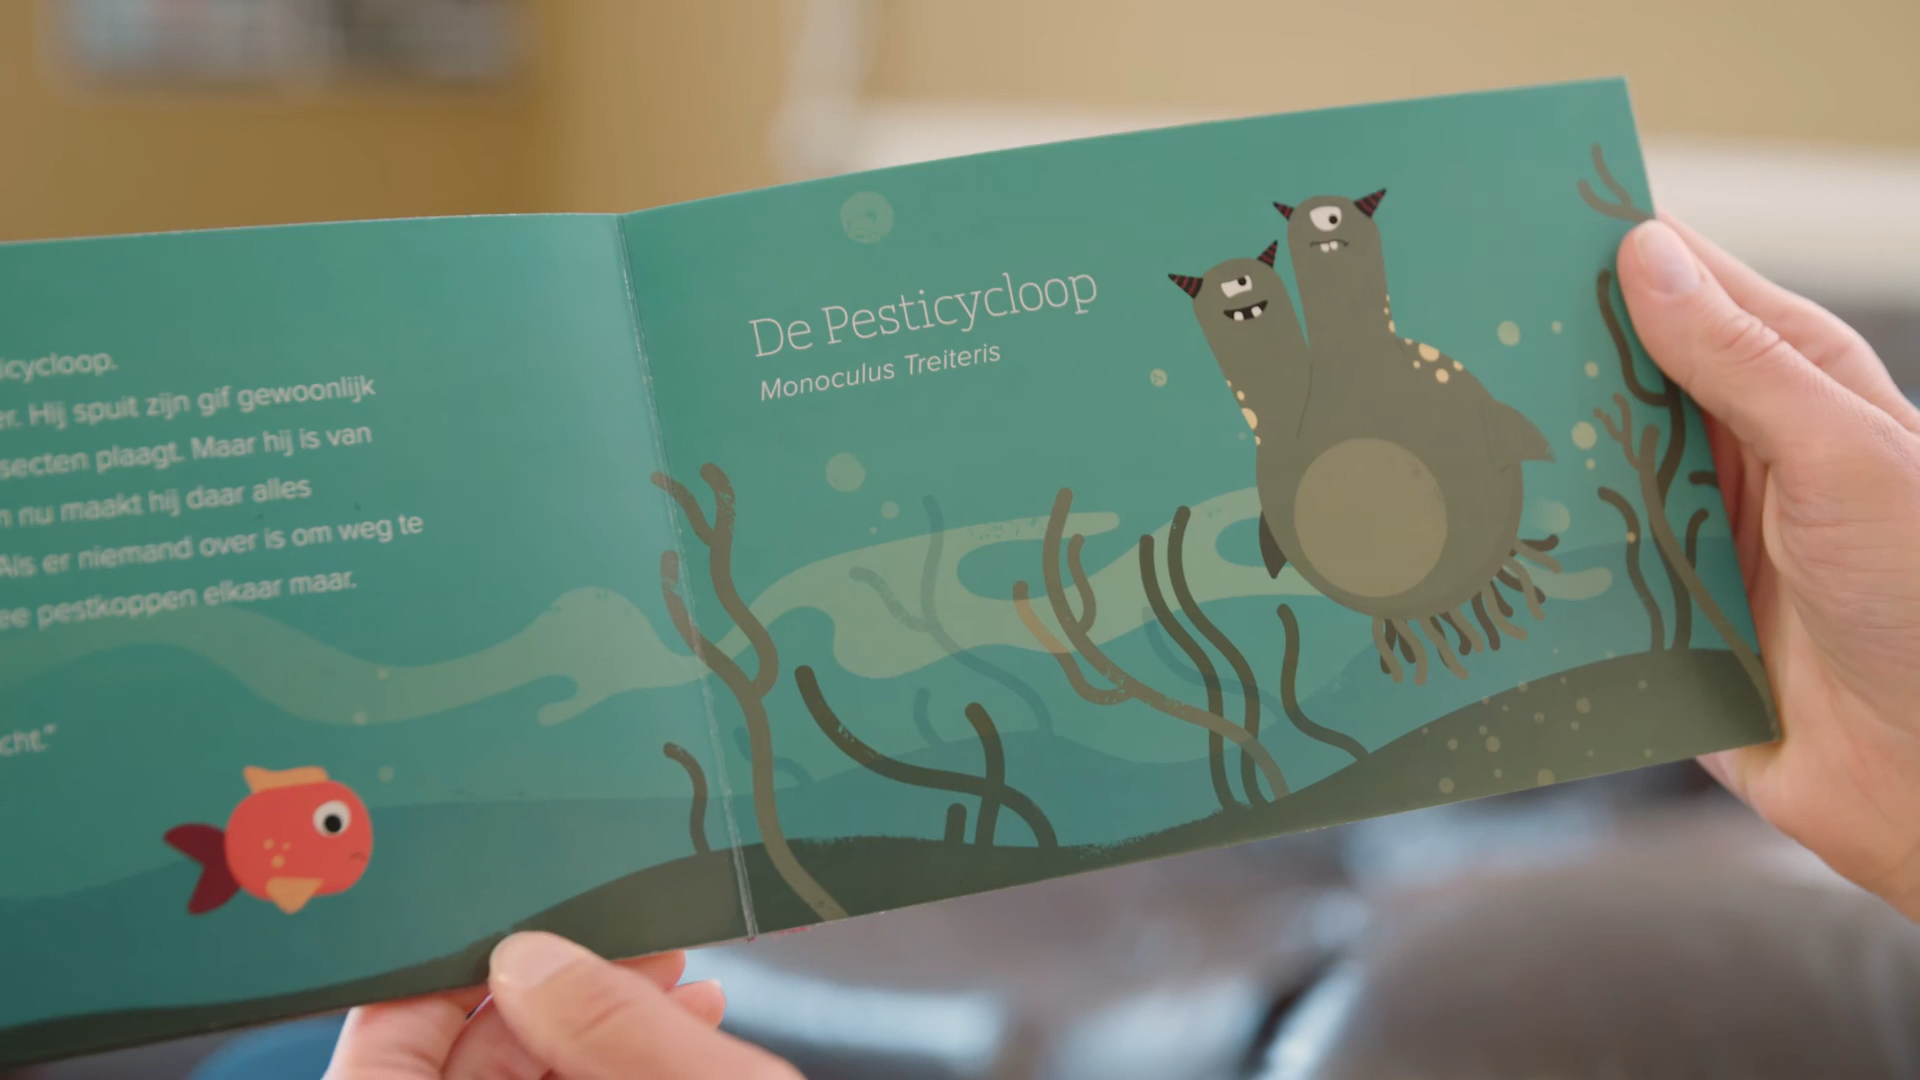 icycloop.
er. Hij spuit zijn gif gewoonlijk
secten plaagt. Maar hij is van
n nu maakt hij daar alles
Als er niemand over is om weg te
ee pestkoppen elkaar maar.
cht."
De Pesticycloop
Monoculus Treiteris